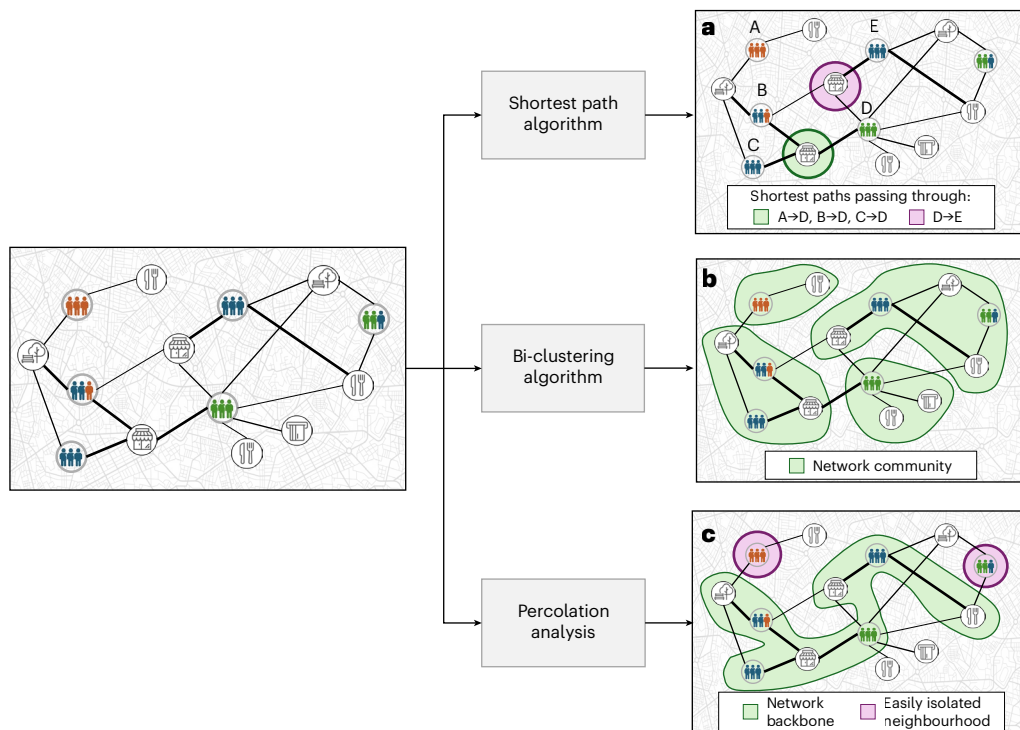 a
A
E
B
D
C
Shortest path
algorithm
Shortest paths passing through:
A→D, B→D, C→D
D→E
b
Bi-clustering
algorithm
Network community
c
Percolation
analysis
Network
backbone
Easily isolated
neighbourhood